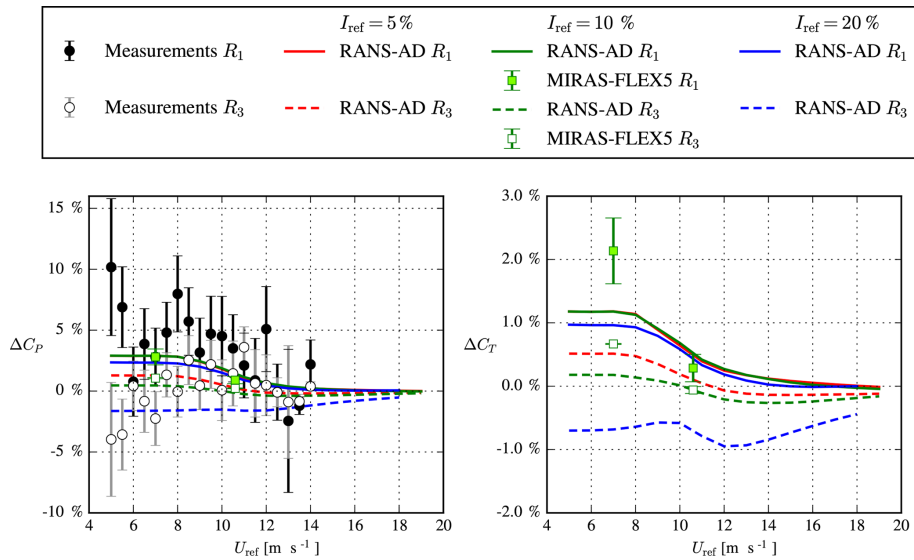 I_ref = 5 % I_ref = 10 % I_ref = 20 %
Measurements R_1 RANS-AD R_1 RANS-AD R_1 RANS-AD R_1
MIRAS-FLEX5 R_1
Measurements R_3 RANS-AD R_3 RANS-AD R_3 RANS-AD R_3
MIRAS-FLEX5 R_3
15 %
10 %
5 %
0 %
-5 %
-10 %
ΔC_P
4 6 8 10 12 14 16 18 20
U_ref [m s⁻¹]
3.0 %
2.0 %
1.0 %
0.0 %
-1.0 %
-2.0 %
ΔC_T
4 6 8 10 12 14 16 18 20
U_ref [m s⁻¹]